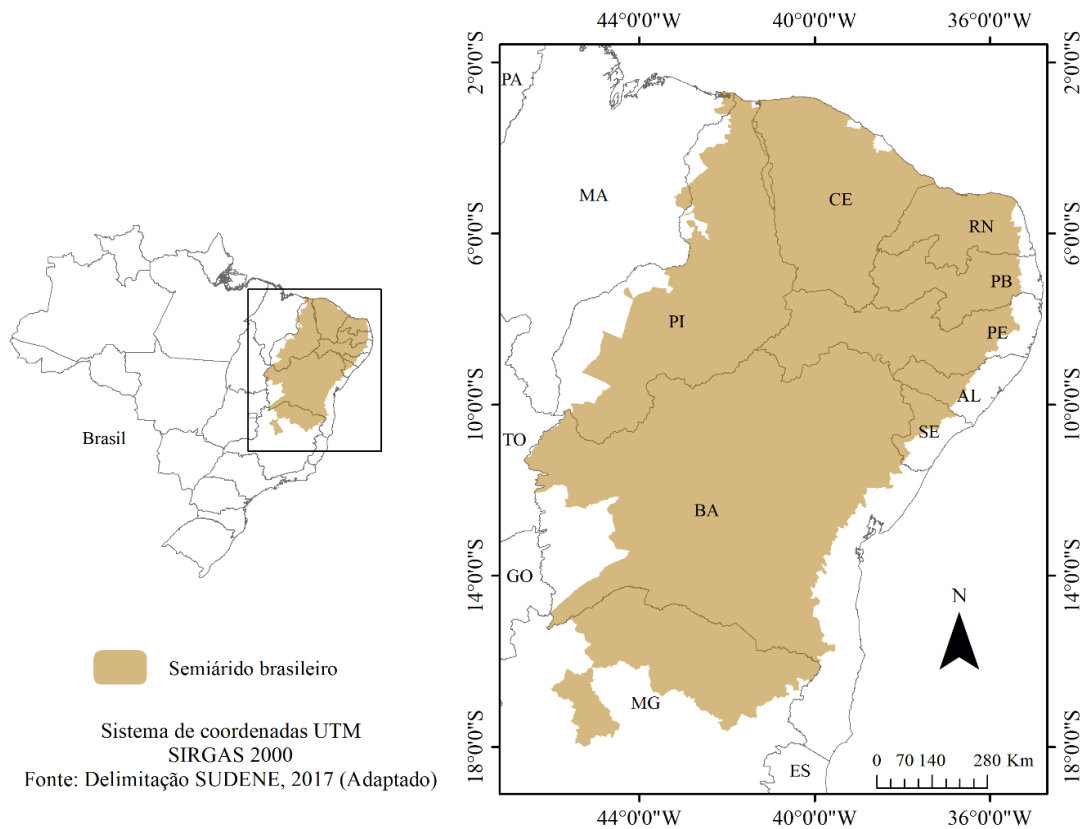 Brasil
Semiárido brasileiro
Sistema de coordenadas UTM
SIRGAS 2000
Fonte: Delimitação SUDENE, 2017 (Adaptado)
44°0'0"W
40°0'0"W
36°0'0"W
2°0'0"S
2°0'0"S
PA
MA
CE
RN
6°0'0"S
6°0'0"S
PB
PI
PE
AL
10°0'0"S
10°0'0"S
TO
SE
BA
14°0'0"S
14°0'0"S
GO
N
MG
18°0'0"S
18°0'0"S
ES
0 70 140 280 Km
44°0'0"W
40°0'0"W
36°0'0"W